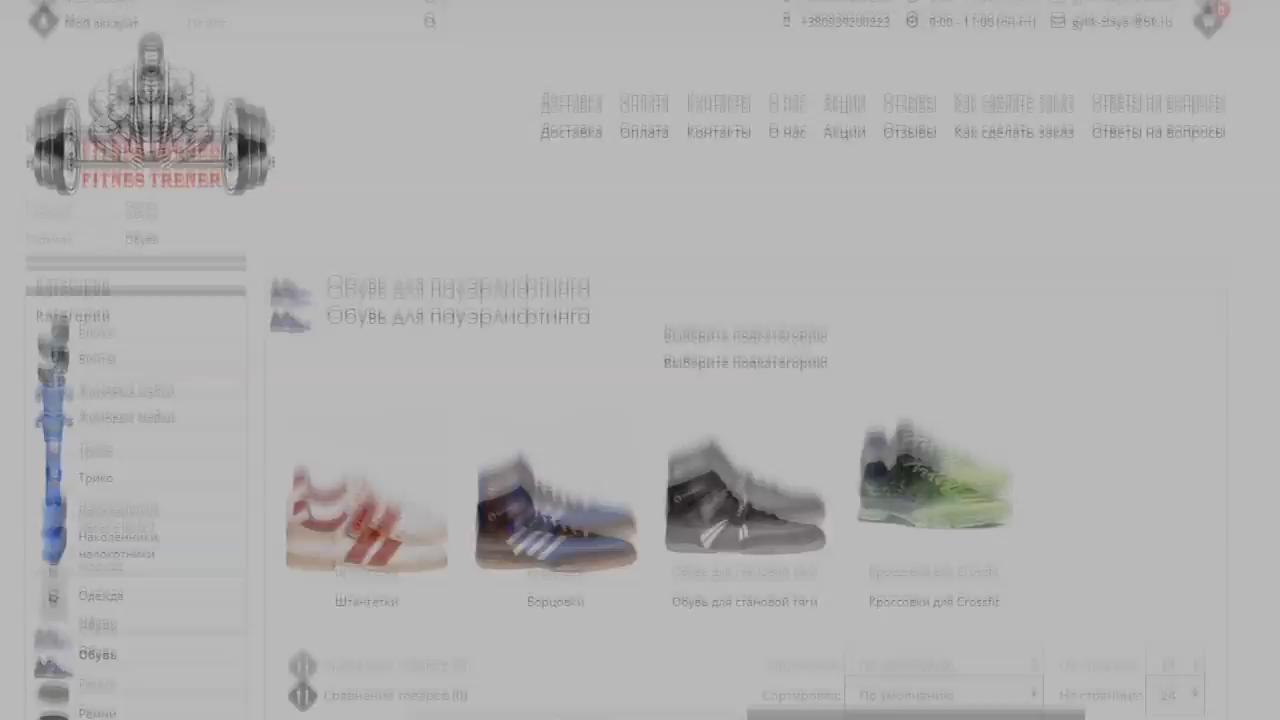 Мой аккаунт
Доставка Оплата Контакты О нас Акции Отзывы Как сделать заказ Ответы на вопросы
FITNES TRENER
Обувь
Категории
Обувь для пауэрлифтинга
Выберите подкатегорию
Бинты
Трико
Наколенники,
налокотники
Одежда
Обувь
Ремни
Штангетки
Борцовки
Обувь для становой тяги
Кроссовки для Crossfit
Сравнение товаров (0)
Сортировка: По умолчанию На странице: 24